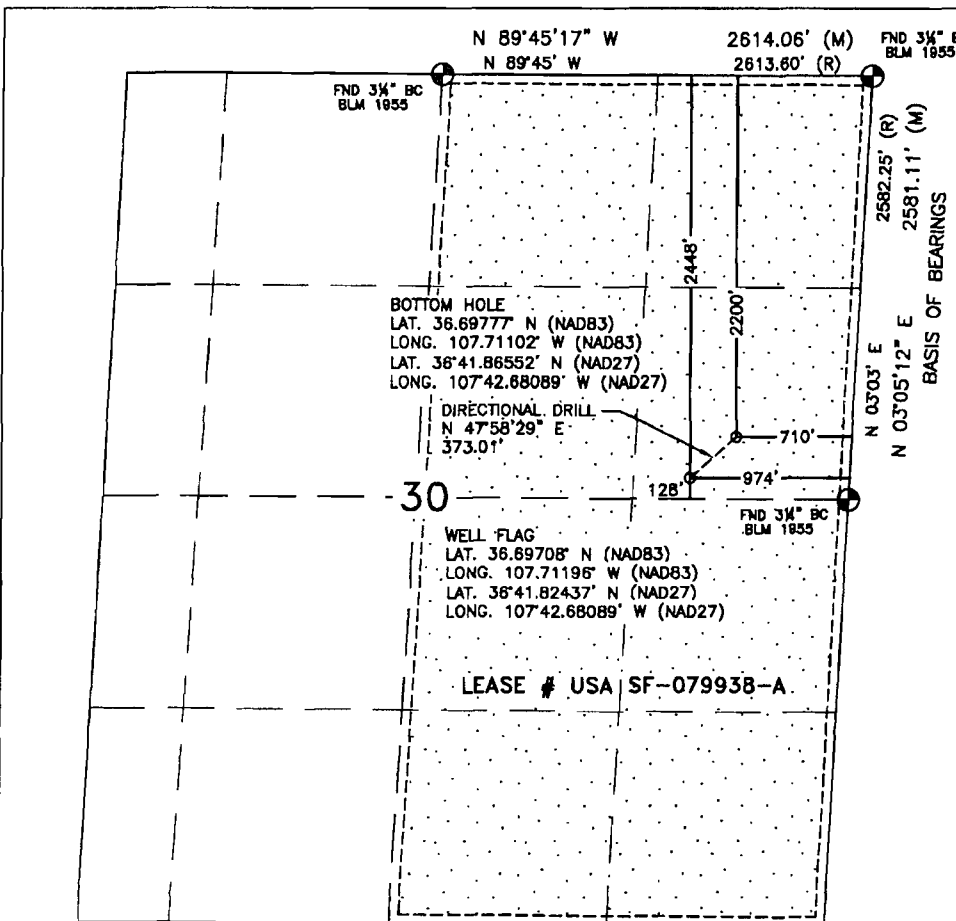 N 89°45'17" W 2614.06' (M)
N 89°45' W 2613.60' (R)
FND 3¼" B
BLM 1955
FND 3¼" BC
BLM 1955
2582.25' (R)
2581.11' (M)
N 03°03' E
N 03°05'12" E
BASIS OF BEARINGS
2448'
2200'
BOTTOM HOLE
LAT. 36.69777° N (NAD83)
LONG. 107.71102° W (NAD83)
LAT. 36°41.86552' N (NAD27)
LONG. 107°42.68089' W (NAD27)
DIRECTIONAL DRILL
N 47°58'29" E
373.01'
710'
974'
128'
30
FND 3¼" BC
BLM 1955
WELL FLAG
LAT. 36.69708° N (NAD83)
LONG. 107.71196° W (NAD83)
LAT. 36°41.82437' N (NAD27)
LONG. 107°42.68089' W (NAD27)
LEASE # USA SF-079938-A